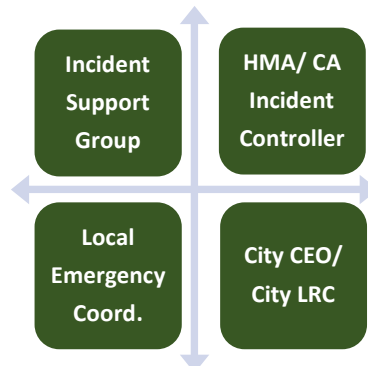 Incident
Support
Group
HMA/ CA
Incident
Controller
Local
Emergency
Coord.
City CEO/
City LRC